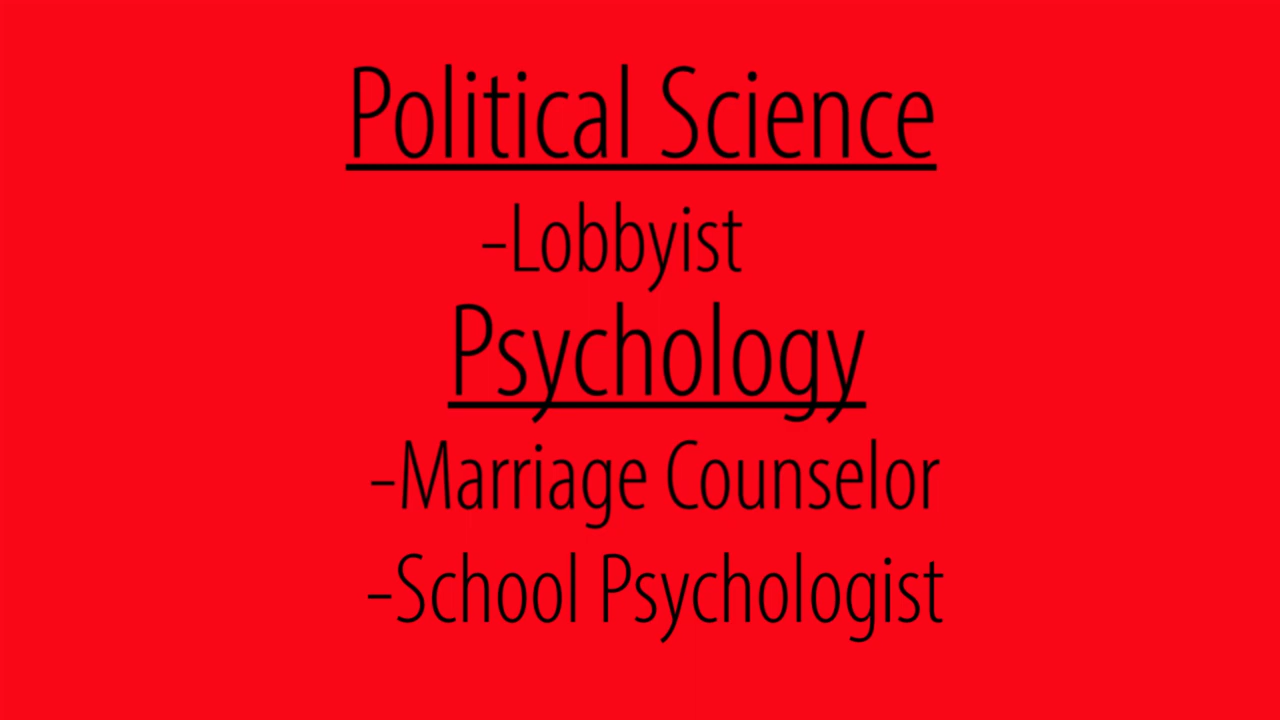 Political Science
-Lobbyist
Psychology
-Marriage Counselor
-School Psychologist